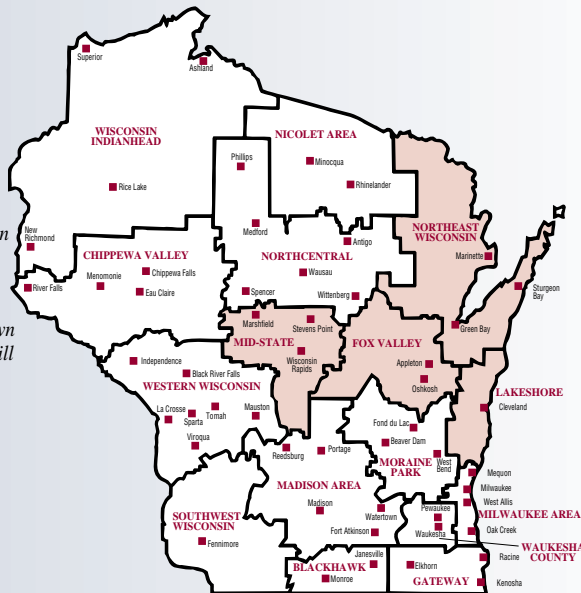 Superior
Ashland
WISCONSIN
INDIANHEAD
NICOLET AREA
Phillips
Minocqua
Rice Lake
Rhinelander
n
New
Richmond
Medford
Antigo
NORTHEAST
WISCONSIN
Marinette
CHIPPEWA VALLEY
NORTHCENTRAL
Chippewa Falls
Wausau
Menomonie
Eau Claire
River Falls
Spencer
Wittenberg
Sturgeon
Bay
wn
ill
Marshfield
Stevens Point
Green Bay
MID-STATE
FOX VALLEY
Wisconsin
Rapids
Appleton
Oshkosh
Independence
Black River Falls
WESTERN WISCONSIN
LAKESHORE
Cleveland
La Crosse
Sparta
Tomah
Mauston
Viroqua
Fond du Lac
Beaver Dam
Reedsburg
Portage
West
Bend
MORAINE
PARK
Mequon
MADISON AREA
Milwaukee
West Allis
Madison
Watertown
Pewaukee
MILWAUKEE AREA
SOUTHWEST
WISCONSIN
Fort Atkinson
Waukesha
Oak Creek
Fennimore
WAUKESHA
COUNTY
Janesville
Racine
BLACKHAWK
Elkhorn
Monroe
GATEWAY
Kenosha